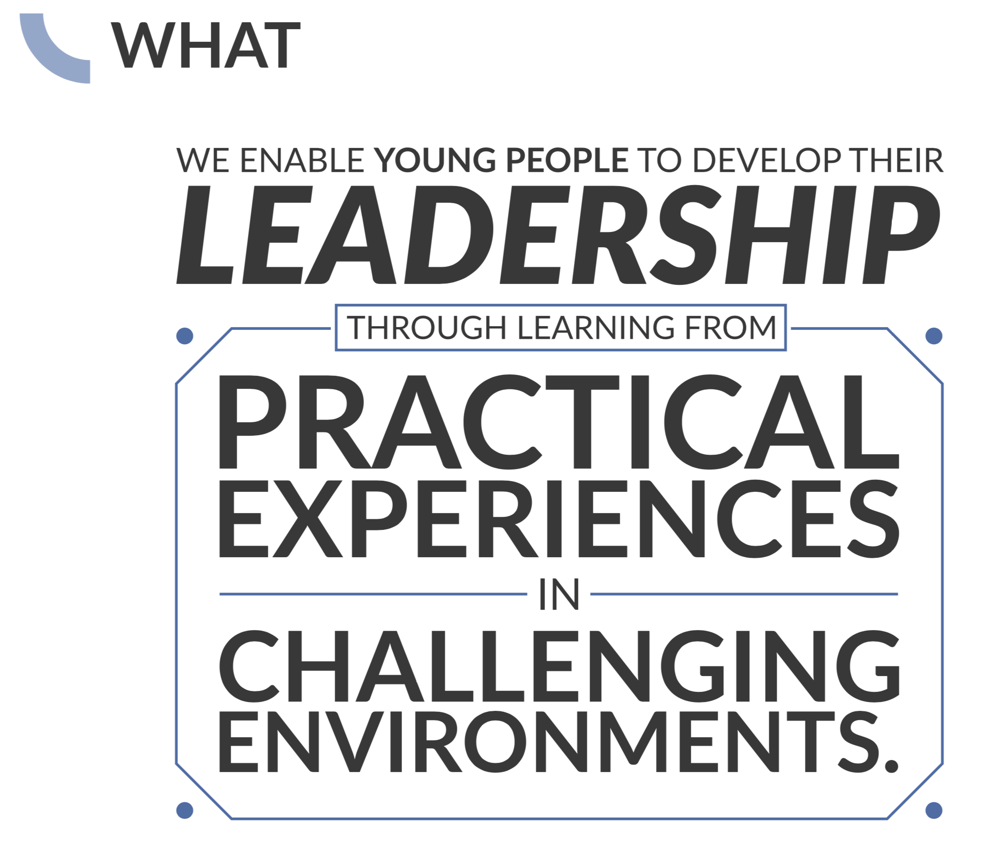 WHAT
WE ENABLE YOUNG PEOPLE TO DEVELOP THEIR
LEADERSHIP
THROUGH LEARNING FROM
PRACTICAL
EXPERIENCES
IN
CHALLENGING
ENVIRONMENTS.